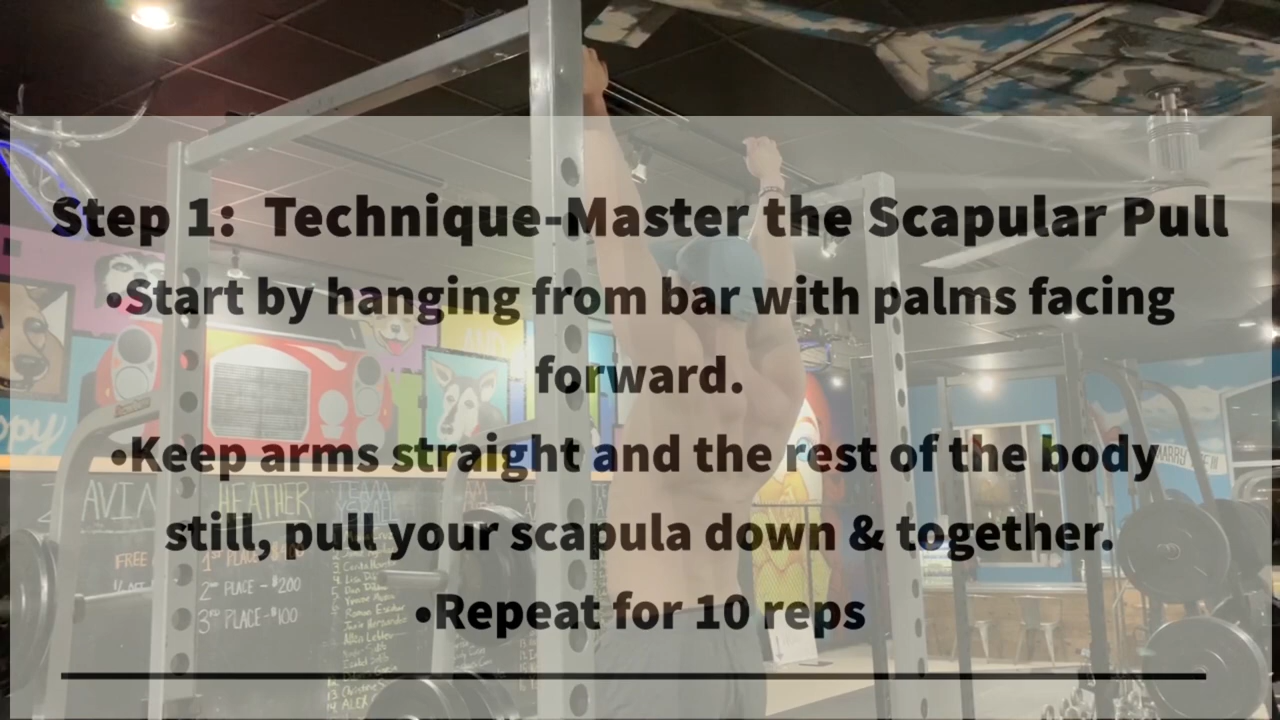 Step 1:  Technique-Master the Scapular Pull
•Start by hanging from bar with palms facing
forward.
•Keep arms straight and the rest of the body
still, pull your scapula down & together.
•Repeat for 10 reps
HEATHER
FREE
1ST PLACE-
2ND PLACE-$200
3RD PLACE-$100